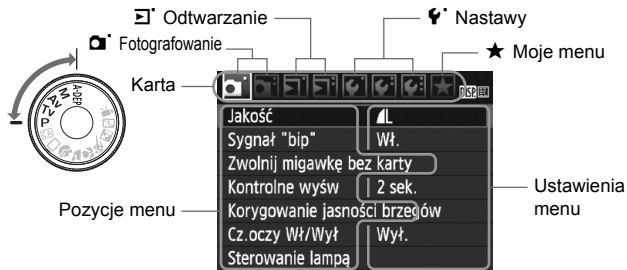 Odtwarzanie
Nastawy
Fotografowanie
★ Moje menu
Karta
DISP.
A-DEP
M
Av
Tv
P
Jakość L
Sygnał "bip" Wł.
Zwolnij migawkę bez karty
Kontrolne wyśw 2 sek.
Korygowanie jasności brzegów
Cz.oczy Wł/Wył Wył.
Sterowanie lampą
Pozycje menu
Ustawienia
menu